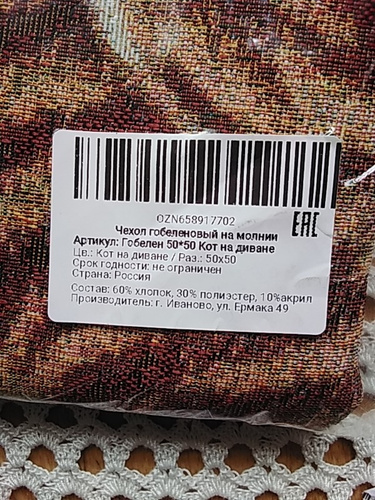 OZN658917702
Чехол гобеленовый на молнии
Артикул: Гобелен 50*50 Кот на диване
Цв.: Кот на диване / Раз.: 50x50
Срок годности: не ограничен
Страна: Россия
Состав: 60% хлопок, 30% полиэстер, 10%акрил
Производитель: г. Иваново, ул. Ермака 49
EAC